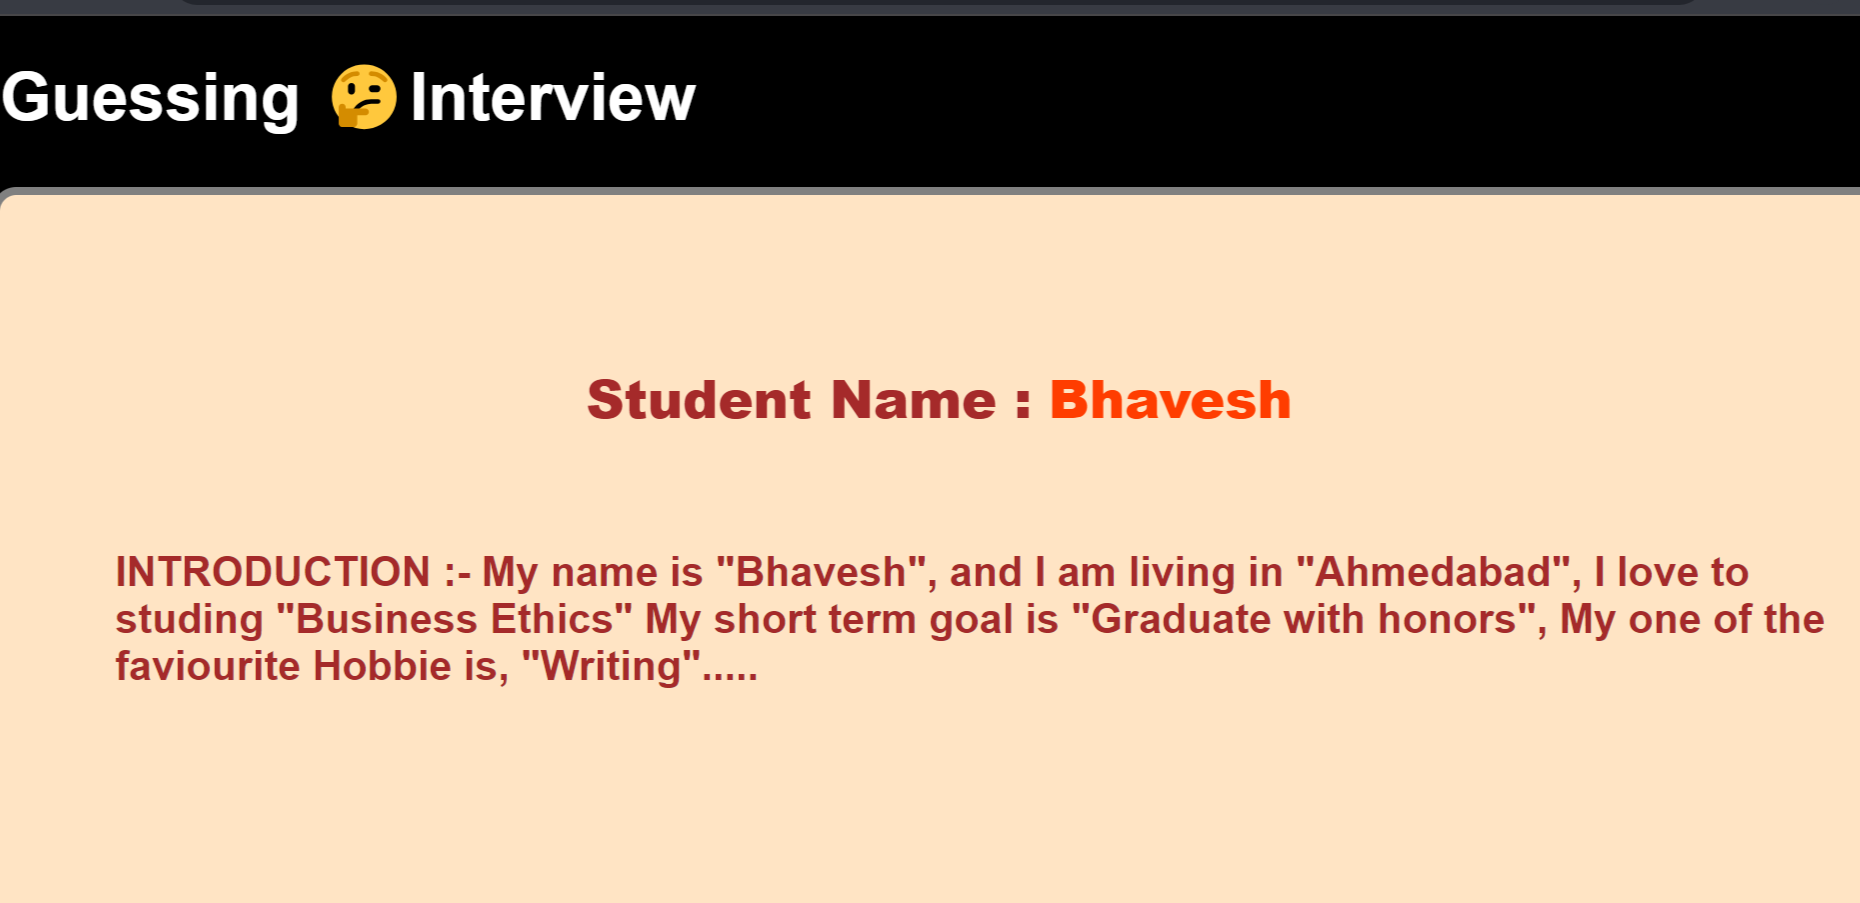 Guessing 🤔 Interview
Student Name : Bhavesh
INTRODUCTION :- My name is "Bhavesh", and I am living in "Ahmedabad", I love to
studing "Business Ethics" My short term goal is "Graduate with honors", My one of the
faviourite Hobbie is, "Writing".....